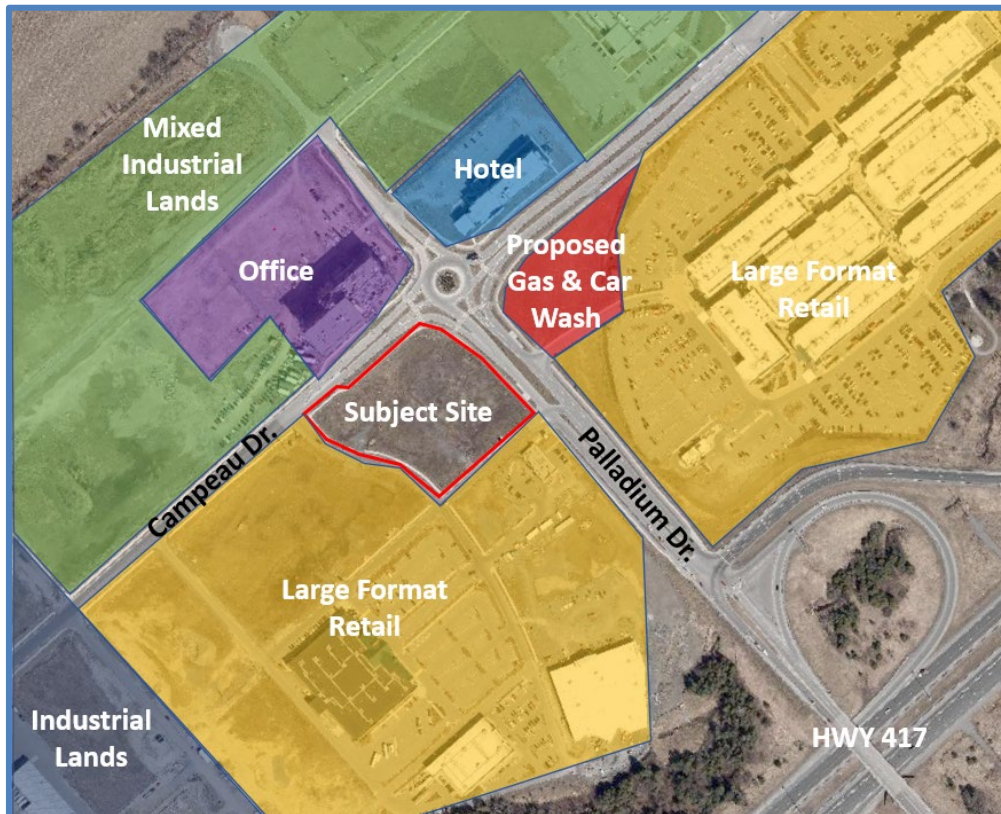 Mixed
Industrial
Lands
Hotel
Office
Proposed
Gas & Car
Wash
Large Format
Retail
Subject Site
Campeau Dr.
Palladium Dr.
Large Format
Retail
Industrial
Lands
HWY 417